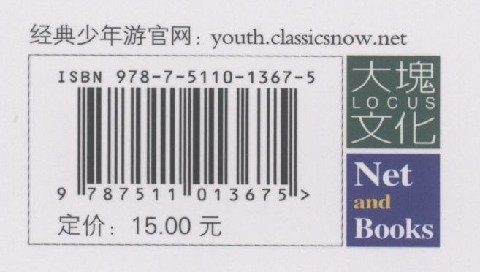 经典少年游官网：youth.classicsnow.net
ISBN 978-7-5110-1367-5
9 787511 013675 >
定价：15.00 元
大塊
LOCUS
文化
Net
and
Books